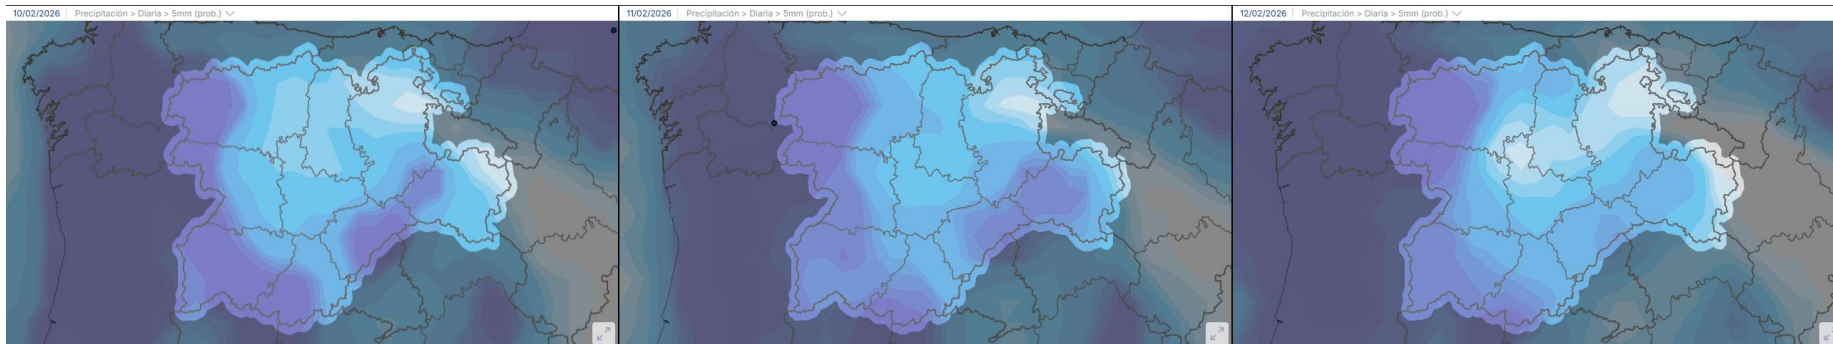 10/02/2026 Precipitación > Diaria > 5mm (prob.)
11/02/2026 Precipitación > Diaria > 5mm (prob.)
12/02/2026 Precipitación > Diaria > 5mm (prob.)